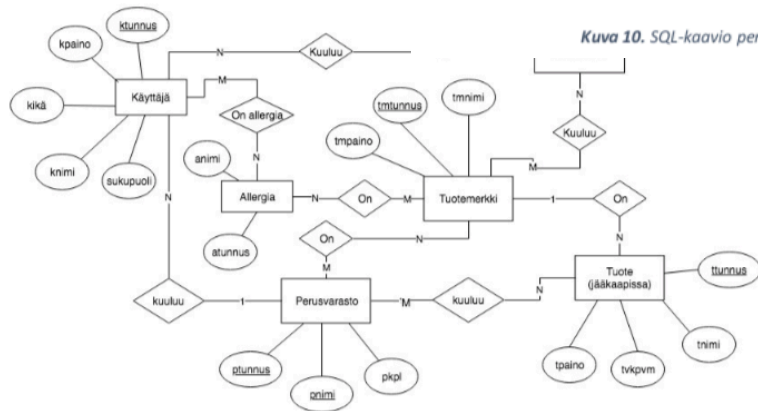 Kuva 10. SQL-kaavio per
ktunnus
kpaino
N
Kuuluu
Käyttäjä
M
kikä
On allergia
knimi
sukupuoli
N
animi
N
Allergia
atunnus
N
On
M
tmtunnus
tmnimi
tmpaino
Tuotemerkki
N
Kuuluu
M
1
On
N
On
N
M
kuuluu
1
Perusvarasto
M
kuuluu
N
Tuote
(jääkaapissa)
ttunnus
ptunnus
pnimi
pkpl
tpaino
tvkpvm
tnimi